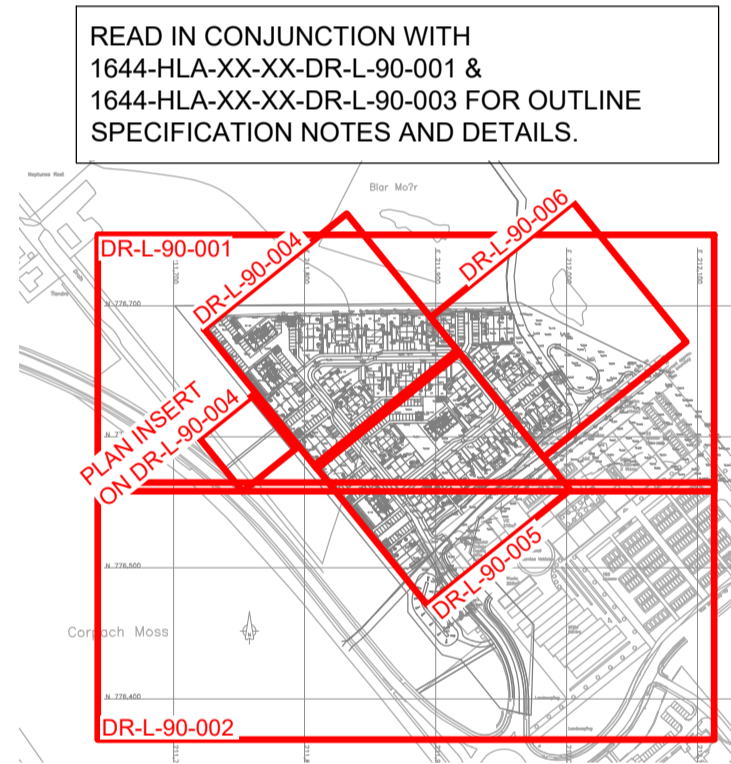 READ IN CONJUNCTION WITH
1644-HLA-XX-XX-DR-L-90-001 &
1644-HLA-XX-XX-DR-L-90-003 FOR OUTLINE
SPECIFICATION NOTES AND DETAILS.
Neptunes Rest
Blar Mo?r
DR-L-90-001
DR-L-90-004
DR-L-90-006
N 776,700
PLAN INSERT
ON DR-L-90-004
DR-L-90-005
N 776,500
Corpach Moss
N 776,400
DR-L-90-002